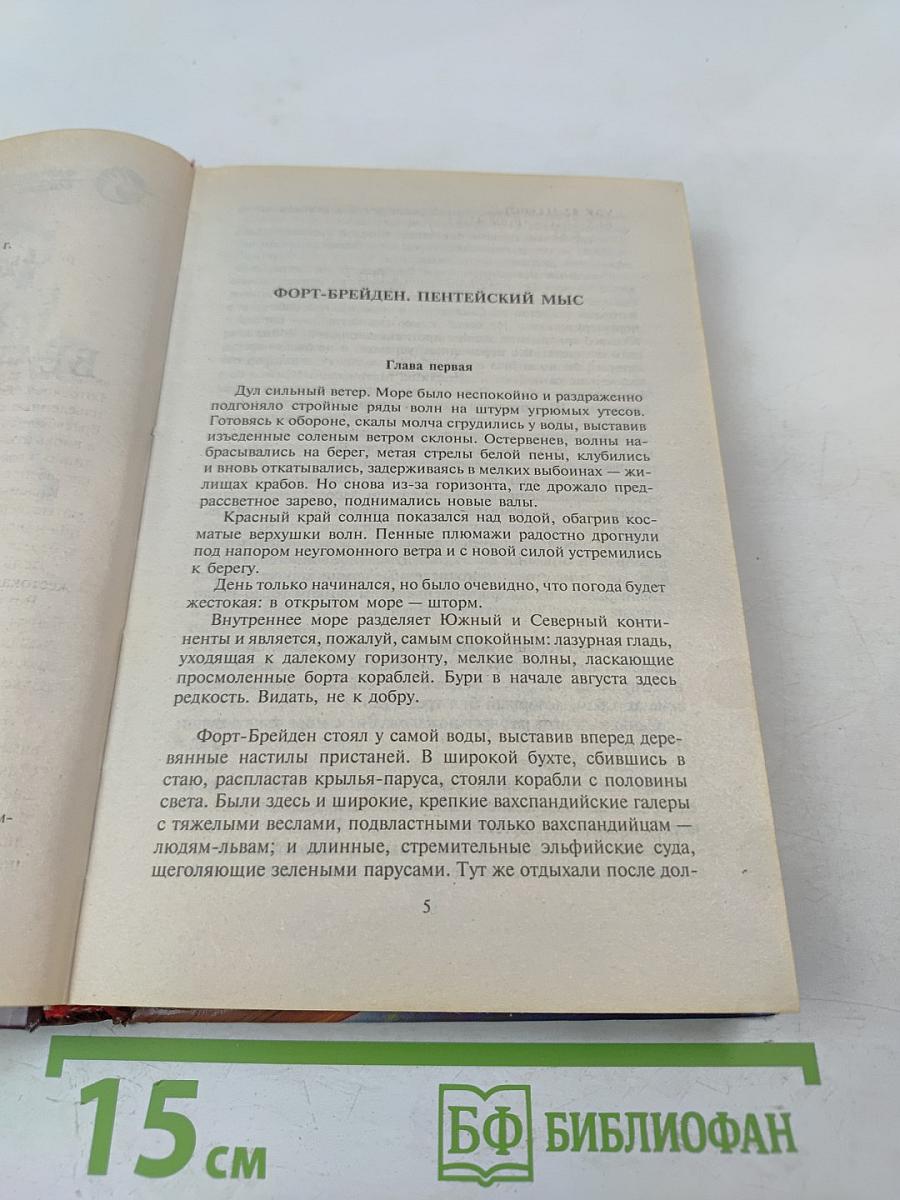 ФОРТ-БРЕЙДЕН. ПЕНТЕЙСКИЙ МЫС
Глава первая
Дул сильный ветер. Море было неспокойно и раздраженно
подгоняло стройные ряды волн на штурм угрюмых утесов.
Готовясь к обороне, скалы молча сгрудились у воды, выставив
изъеденные соленым ветром склоны. Остервенев, волны на-
брасывались на берег, метая стрелы белой пены, клубились
и вновь откатывались, задерживаясь в мелких выбоинах — жи-
лищах крабов. Но снова из-за горизонта, где дрожало пред-
рассветное зарево, поднимались новые валы.
Красный край солнца показался над водой, обагрив кос-
матые верхушки волн. Пенные плюмажи радостно дрогнули
под напором неугомонного ветра и с новой силой устремились
к берегу.
День только начинался, но было очевидно, что погода будет
жестокая: в открытом море — шторм.
Внутреннее море разделяет Южный и Северный конти-
ненты и является, пожалуй, самым спокойным: лазурная гладь,
уходящая к далекому горизонту, мелкие волны, ласкающие
просмоленные борта кораблей. Бури в начале августа здесь
редкость. Видать, не к добру.
Форт-Брейден стоял у самой воды, выставив вперед дере-
вянные настилы пристаней. В широкой бухте, сбившись в
стаю, распластав крылья-паруса, стояли корабли с половины
света. Были здесь и широкие, крепкие вахспандийские галеры
с тяжелыми веслами, подвластными только вахспандийцам —
людям-львам; и длинные, стремительные эльфийские суда,
щеголяющие зелеными парусами. Тут же отдыхали после дол-
5
15 см
БФ БИБЛИОФАН